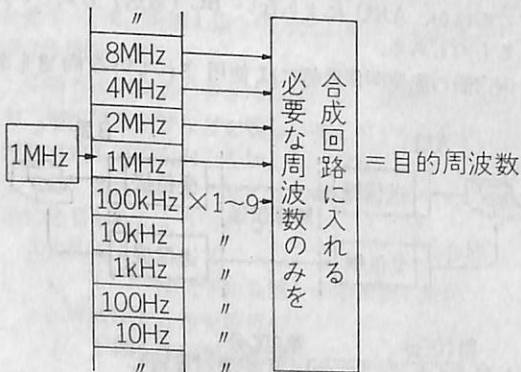 〃
8MHz
4MHz
2MHz
1MHz
1MHz
100kHz ×1~9
10kHz 〃
1kHz 〃
100Hz 〃
10Hz 〃
〃 〃
必要な周波数のみを
合成回路に入れる
＝目的周波数